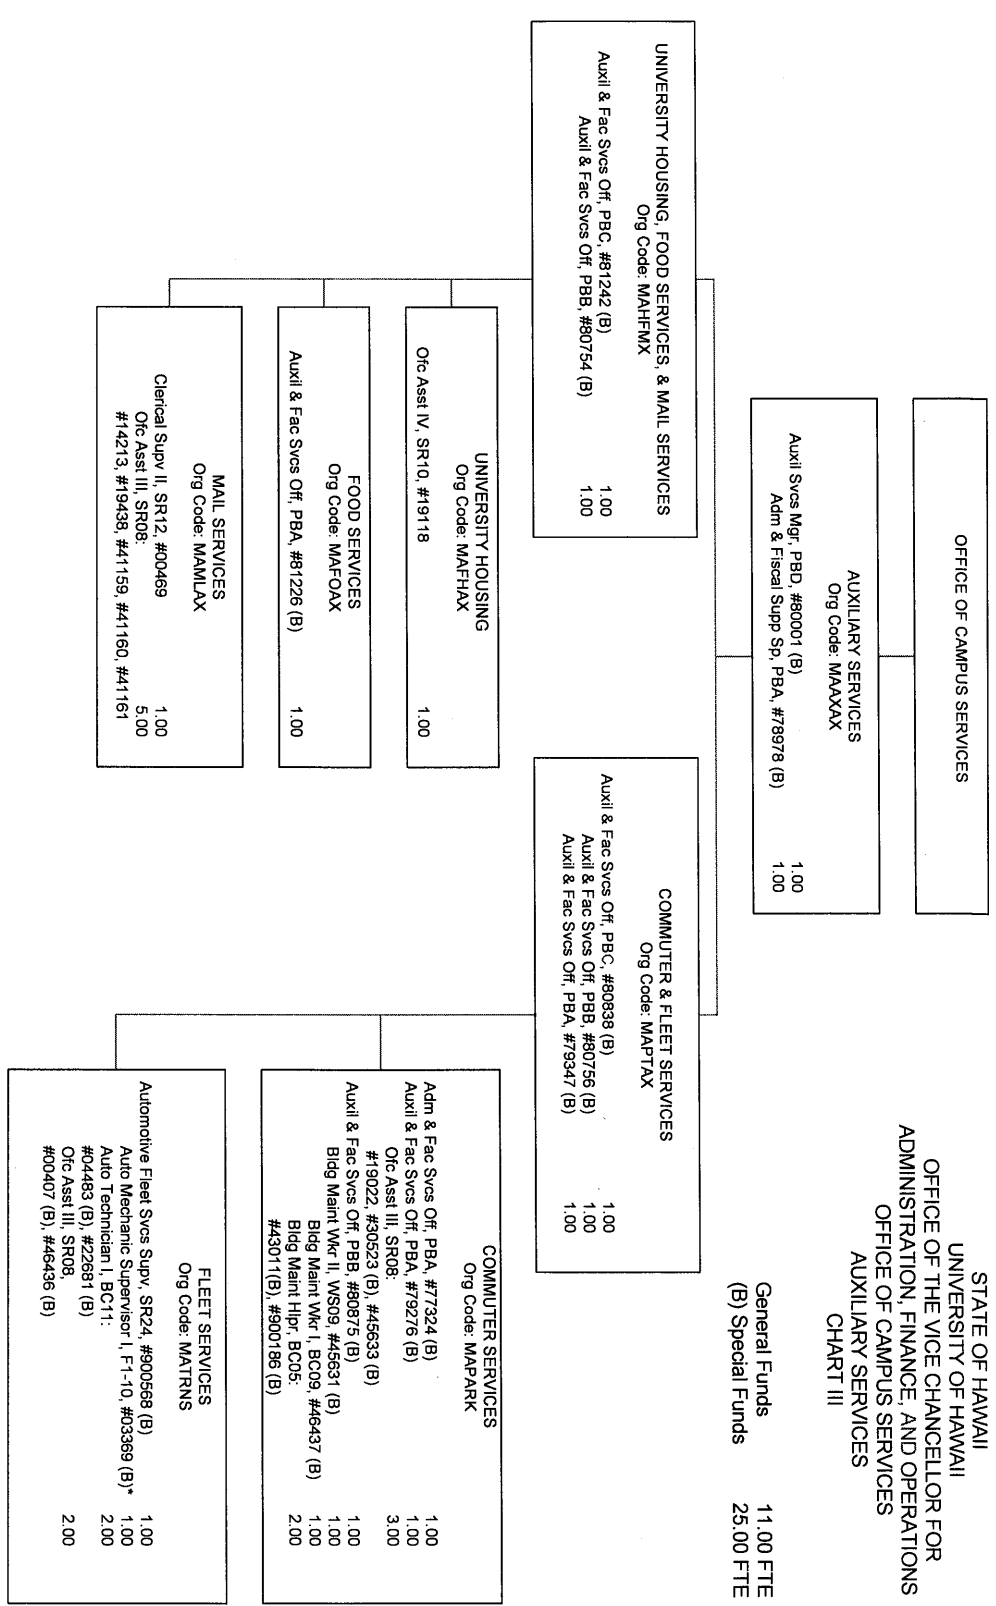 STATE OF HAWAII
UNIVERSITY OF HAWAII
OFFICE OF THE VICE CHANCELLOR FOR
ADMINISTRATION, FINANCE, AND OPERATIONS
OFFICE OF CAMPUS SERVICES
AUXILIARY SERVICES
CHART III
General Funds 11.00 FTE
(B) Special Funds 25.00 FTE
OFFICE OF CAMPUS SERVICES
AUXILIARY SERVICES
Org Code: MAAXAX
Auxil Svcs Mgr, PBD, #80001 (B) 1.00
Adm & Fiscal Supp Sp, PBA, #78978 (B) 1.00
UNIVERSITY HOUSING, FOOD SERVICES, & MAIL SERVICES
Org Code: MAHFMX
Auxil & Fac Svcs Off, PBC, #81242 (B) 1.00
Auxil & Fac Svcs Off, PBB, #80754 (B) 1.00
UNIVERSITY HOUSING
Org Code: MAFHAX
Ofc Asst IV, SR10, #19118 1.00
FOOD SERVICES
Org Code: MAFOAX
Auxil & Fac Svcs Off, PBA, #81226 (B) 1.00
MAIL SERVICES
Org Code: MAMLAX
Clerical Supv II, SR12, #00469 1.00
Ofc Asst III, SR08: 5.00
#14213, #19438, #41159, #41160, #41161
COMMUTER & FLEET SERVICES
Org Code: MAPTAX
Auxil & Fac Svcs Off, PBC, #80838 (B) 1.00
Auxil & Fac Svcs Off, PBB, #80756 (B) 1.00
Auxil & Fac Svcs Off, PBA, #79347 (B) 1.00
COMMUTER SERVICES
Org Code: MAPARK
Adm & Fac Svcs Off, PBA, #77324 (B) 1.00
Auxil & Fac Svcs Off, PBA, #79276 (B) 1.00
Ofc Asst III, SR08: 3.00
#19022, #30523 (B), #45633 (B)
Auxil & Fac Svcs Off, PBB, #80875 (B) 1.00
Bldg Maint Wkr II, WS09, #45631 (B) 1.00
Bldg Maint Wkr I, BC09, #46437 (B) 1.00
Bldg Maint Hlpr, BC05: 2.00
#43011(B), #900186 (B)
FLEET SERVICES
Org Code: MATRNS
Automotive Fleet Svcs Supv, SR24, #900568 (B) 1.00
Auto Mechanic Supervisor I, F1-10, #03369 (B)* 1.00
Auto Technician I, BC11: 2.00
#04483 (B), #22681 (B)
Ofc Asst III, SR08, 2.00
#00407 (B), #46436 (B)